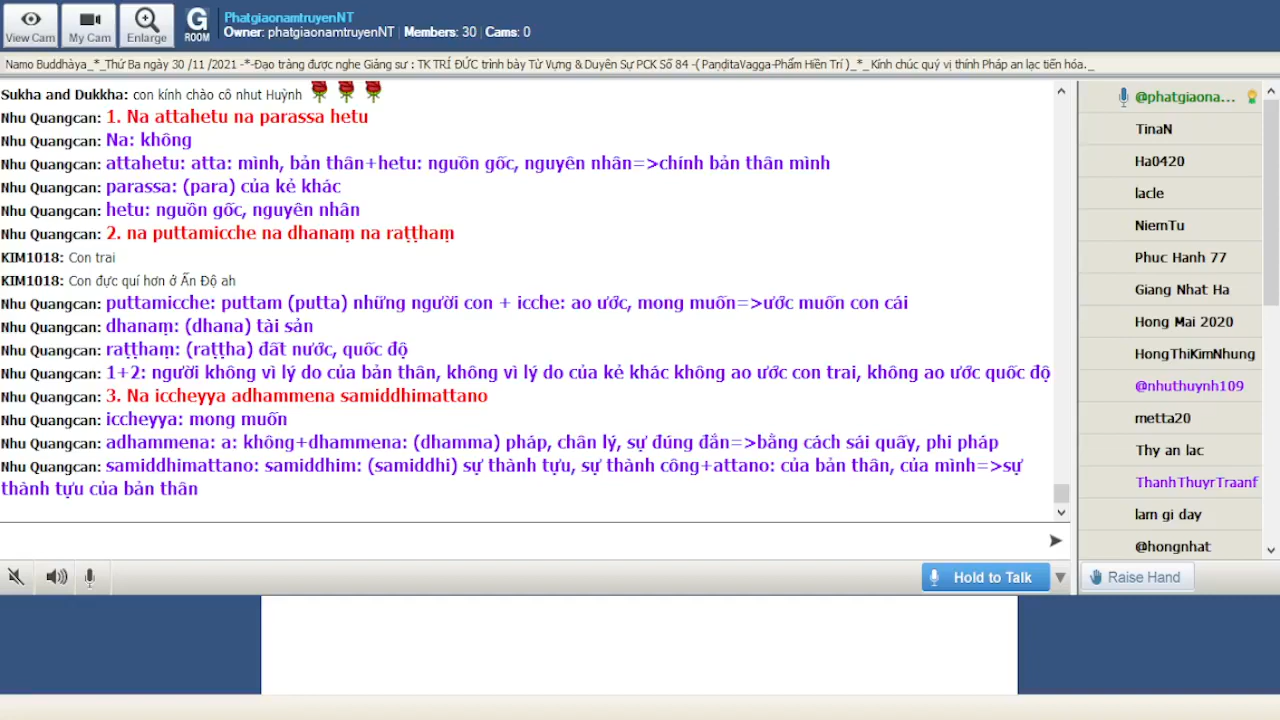 View Cam
My Cam
Enlarge
G
ROOM
PhatgiaonamtruyenNT
Owner: phatgiaonamtruyenNT | Members: 30 | Cams: 0
Namo Buddhàya_*_Thứ Ba ngày 30 /11 /2021 -*-Đạo tràng được nghe Giảng sư : TK TRÍ ĐỨC trình bày Từ Vựng & Duyên Sự PCK Số 84 -( PaṇḍitaVagga-Phẩm Hiền Trí )_*_ Kính chúc quý vị thính Pháp an lạc tiến hóa._
Sukha and Dukkha: con kính chào cô nhut Huỳnh
Nhu Quangcan: 1. Na attahetu na parassa hetu
Nhu Quangcan: Na: không
Nhu Quangcan: attahetu: atta: mình, bản thân+hetu: nguồn gốc, nguyên nhân=>chính bản thân mình
Nhu Quangcan: parassa: (para) của kẻ khác
Nhu Quangcan: hetu: nguồn gốc, nguyên nhân
Nhu Quangcan: 2. na puttamicche na dhanaṃ na raṭṭhaṃ
KIM1018: Con trai
KIM1018: Con đực quí hơn ở Ấn Độ ah
Nhu Quangcan: puttamicche: puttam (putta) những người con + icche: ao ước, mong muốn=>ước muốn con cái
Nhu Quangcan: dhanaṃ: (dhana) tài sản
Nhu Quangcan: raṭṭhaṃ: (raṭṭha) đất nước, quốc độ
Nhu Quangcan: 1+2: người không vì lý do của bản thân, không vì lý do của kẻ khác không ao ước con trai, không ao ước quốc độ
Nhu Quangcan: 3. Na iccheyya adhammena samiddhimattano
Nhu Quangcan: iccheyya: mong muốn
Nhu Quangcan: adhammena: a: không+dhammena: (dhamma) pháp, chân lý, sự đúng đắn=>bằng cách sái quấy, phi pháp
Nhu Quangcan: samiddhimattano: samiddhim: (samiddhi) sự thành tựu, sự thành công+attano: của bản thân, của mình=>sự
thành tựu của bản thân
@phatgiaona...
TinaN
Ha0420
lacle
NiemTu
Phuc Hanh 77
Giang Nhat Ha
Hong Mai 2020
HongThiKimNhung
@nhuthuynh109
metta20
Thy an lac
ThanhThuyrTraanf
lam gi day
@hongnhat
Hold to Talk
Raise Hand